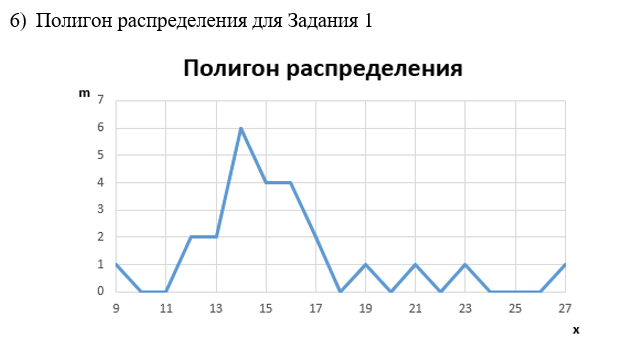 6) Полигон распределения для Задания 1
Полигон распределения
m
7
6
5
4
3
2
1
0
9 11 13 15 17 19 21 23 25 27
x